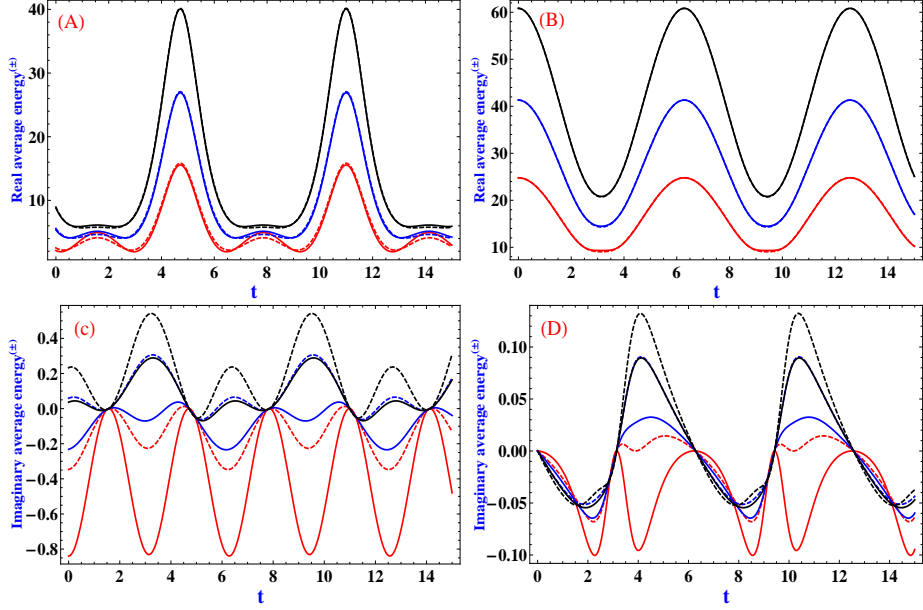 (A)
Real average energy(±)
40
30
20
10
0 2 4 6 8 10 12 14
t
(B)
Real average energy(±)
60
50
40
30
20
10
0 2 4 6 8 10 12 14
t
(c)
Imaginary average energy(±)
0.4
0.2
0.0
−0.2
−0.4
−0.6
−0.8
0 2 4 6 8 10 12 14
t
(D)
Imaginary average energy(±)
0.10
0.05
0.00
−0.05
−0.10
0 2 4 6 8 10 12 14
t